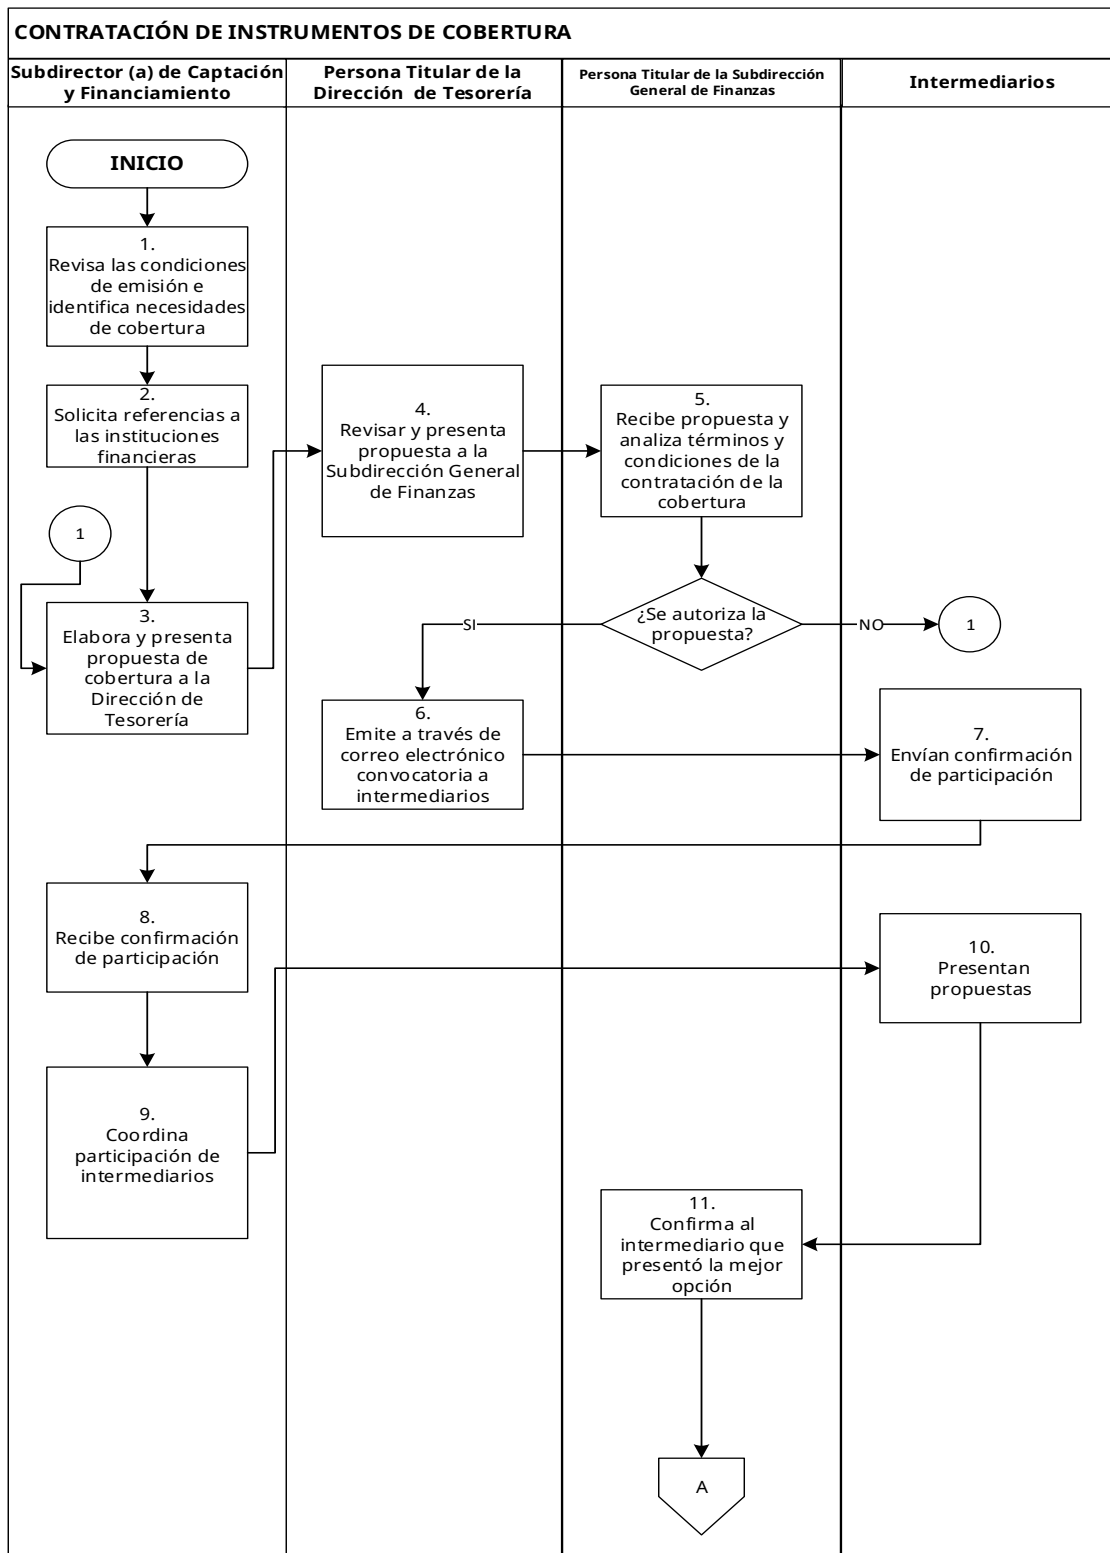 CONTRATACIÓN DE INSTRUMENTOS DE COBERTURA
Subdirector (a) de Captación
y Financiamiento
Persona Titular de la
Dirección de Tesorería
Persona Titular de la Subdirección
General de Finanzas
Intermediarios
INICIO
1.
Revisa las condiciones
de emisión e
identifica necesidades
de cobertura
2.
Solicita referencias a
las instituciones
financieras
1
3.
Elabora y presenta
propuesta de
cobertura a la
Dirección de
Tesorería
4.
Revisar y presenta
propuesta a la
Subdirección General
de Finanzas
5.
Recibe propuesta y
analiza términos y
condiciones de la
contratación de la
cobertura
¿Se autoriza la
propuesta?
SI
NO
1
6.
Emite a través de
correo electrónico
convocatoria a
intermediarios
7.
Envían confirmación
de participación
8.
Recibe confirmación
de participación
9.
Coordina
participación de
intermediarios
10.
Presentan
propuestas
11.
Confirma al
intermediario que
presentó la mejor
opción
A